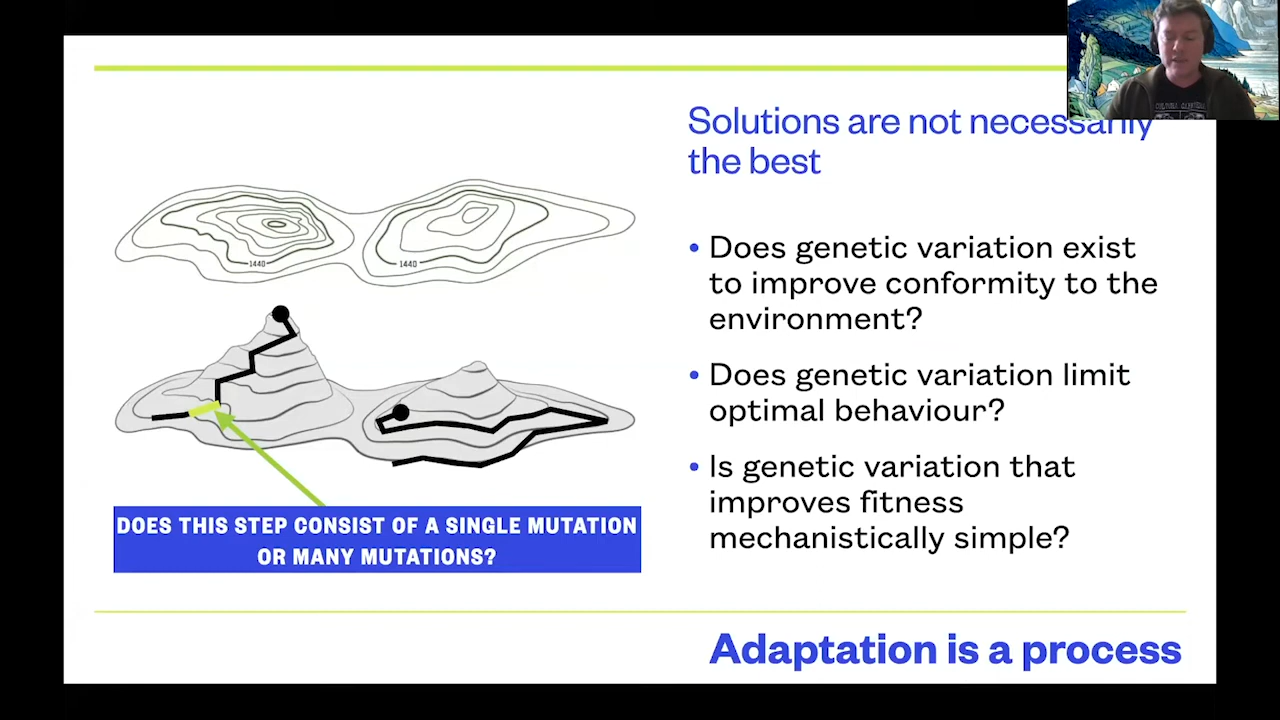 Solutions are not necessarily
the best
1440
1440
• Does genetic variation exist
to improve conformity to the
environment?
• Does genetic variation limit
optimal behaviour?
• Is genetic variation that
improves fitness
mechanistically simple?
DOES THIS STEP CONSIST OF A SINGLE MUTATION
OR MANY MUTATIONS?
Adaptation is a process